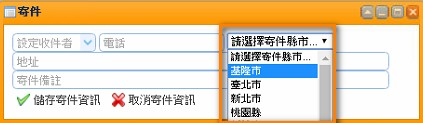 寄件
設定收件者 電話 請選擇寄件縣市...
地址 請選擇寄件縣市...
基隆市
寄件備註 臺北市
儲存寄件資訊 取消寄件資訊 新北市
桃園縣